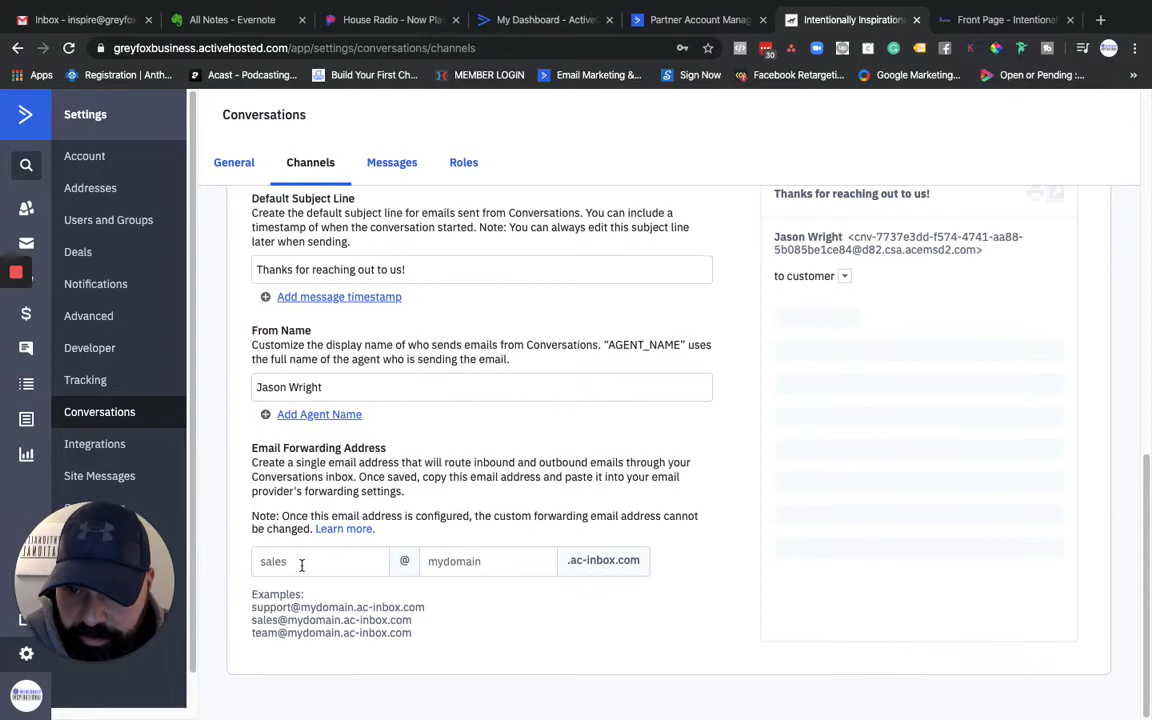 Inbox - inspire@greyfox
All Notes - Evernote
House Radio - Now Pla
My Dashboard - ActiveC
Partner Account Manag
Intentionally Inspiration
Front Page - Intentiona
greyfoxbusiness.activehosted.com/app/settings/conversations/channels
30
Apps
Registration | Anth...
Acast - Podcasting...
Build Your First Ch...
MEMBER LOGIN
Email Marketing &...
Sign Now
Facebook Retargeti...
Google Marketing...
Open or Pending :...
Settings
Account
Addresses
Users and Groups
Deals
Notifications
Advanced
Developer
Tracking
Conversations
Integrations
Site Messages
Conversations
General
Channels
Messages
Roles
Default Subject Line
Create the default subject line for emails sent from Conversations. You can include a
timestamp of when the conversation started. Note: You can always edit this subject line
later when sending.
Thanks for reaching out to us!
Add message timestamp
From Name
Customize the display name of who sends emails from Conversations. “AGENT_NAME” uses
the full name of the agent who is sending the email.
Jason Wright
Add Agent Name
Email Forwarding Address
Create a single email address that will route inbound and outbound emails through your
Conversations inbox. Once saved, copy this email address and paste it into your email
provider's forwarding settings.
Note: Once this email address is configured, the custom forwarding email address cannot
be changed. Learn more.
sales @ mydomain .ac-inbox.com
Examples:
support@mydomain.ac-inbox.com
sales@mydomain.ac-inbox.com
team@mydomain.ac-inbox.com
Thanks for reaching out to us!
Jason Wright <cnv-7737e3dd-f574-4741-aa88-
5b085be1ce84@d82.csa.acemsd2.com>
to customer